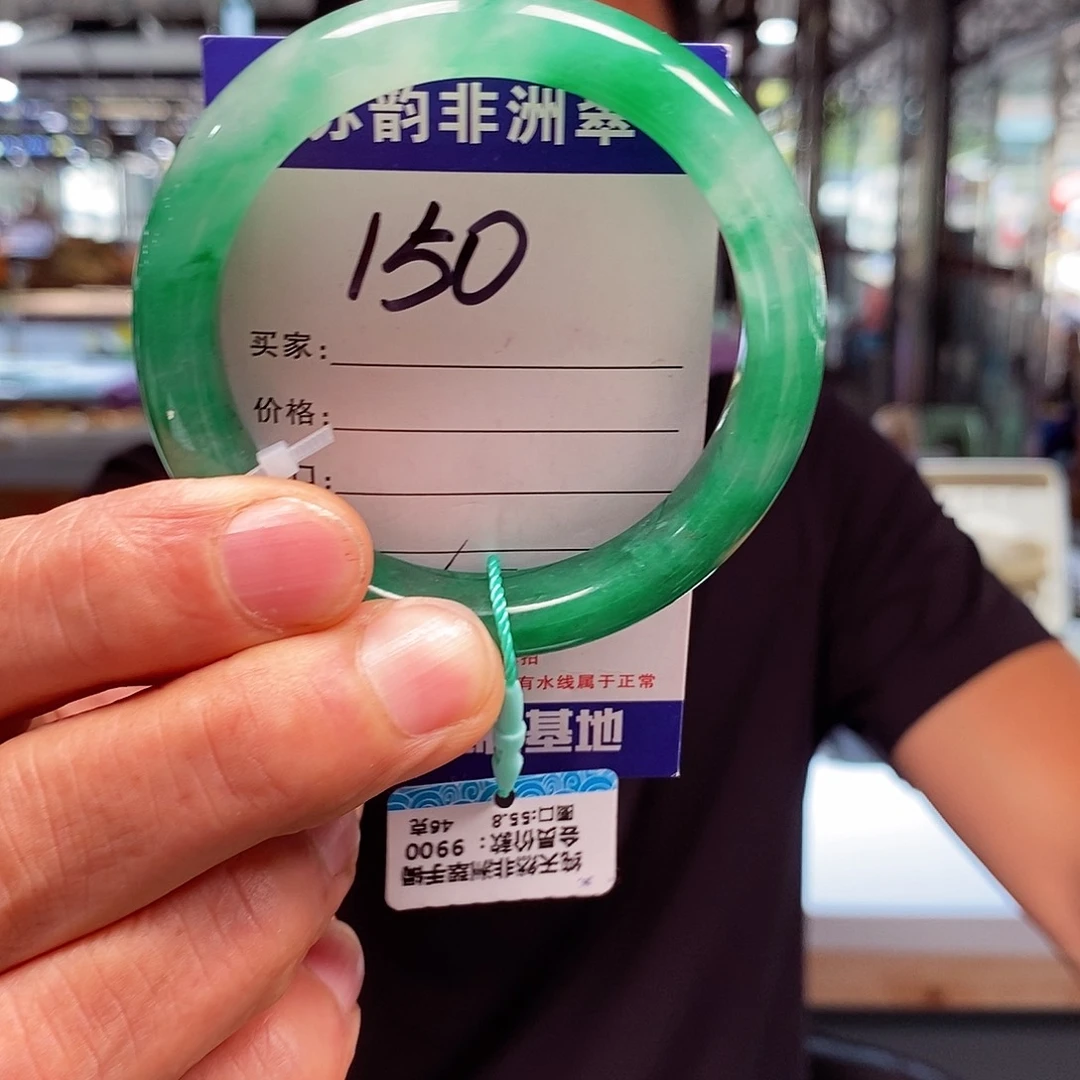 韵非洲翠
150
买家:
价格:
口:
有水线属于正常
基地
纯天然非洲翠手镯
会员价款: 9900
圈口:55.8 46克